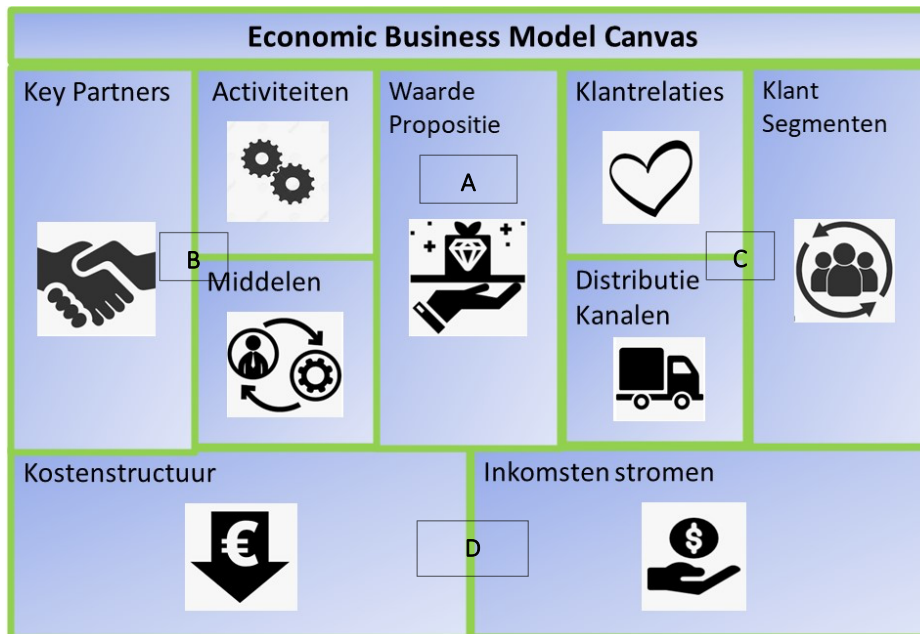 Economic Business Model Canvas
Key Partners
Activiteiten
Waarde
Propositie
Klantrelaties
Klant
Segmenten
A
B
C
Middelen
Distributie
Kanalen
Kostenstructuur
€
Inkomsten stromen
$
D